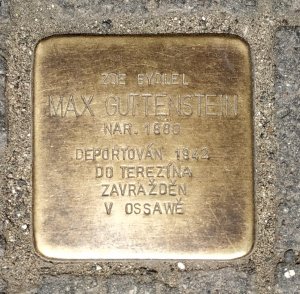 ZDE BYDLEL
MAX GUTTENSTEIN
NAR. 1880
DEPORTOVÁN 1942
DO TEREZÍNA
ZAVRAŽDĚN
V OSSAWĚ